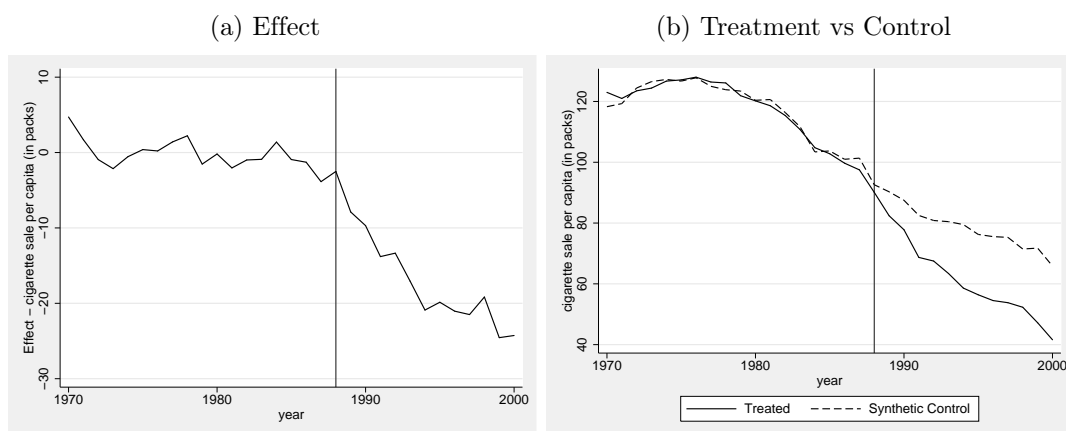 (a) Effect
Effect − cigarette sale per capita (in packs)
10
0
−10
−20
−30
1970
1980
1990
2000
year
(b) Treatment vs Control
cigarette sale per capita (in packs)
120
100
80
60
40
1970
1980
1990
2000
year
Treated
Synthetic Control